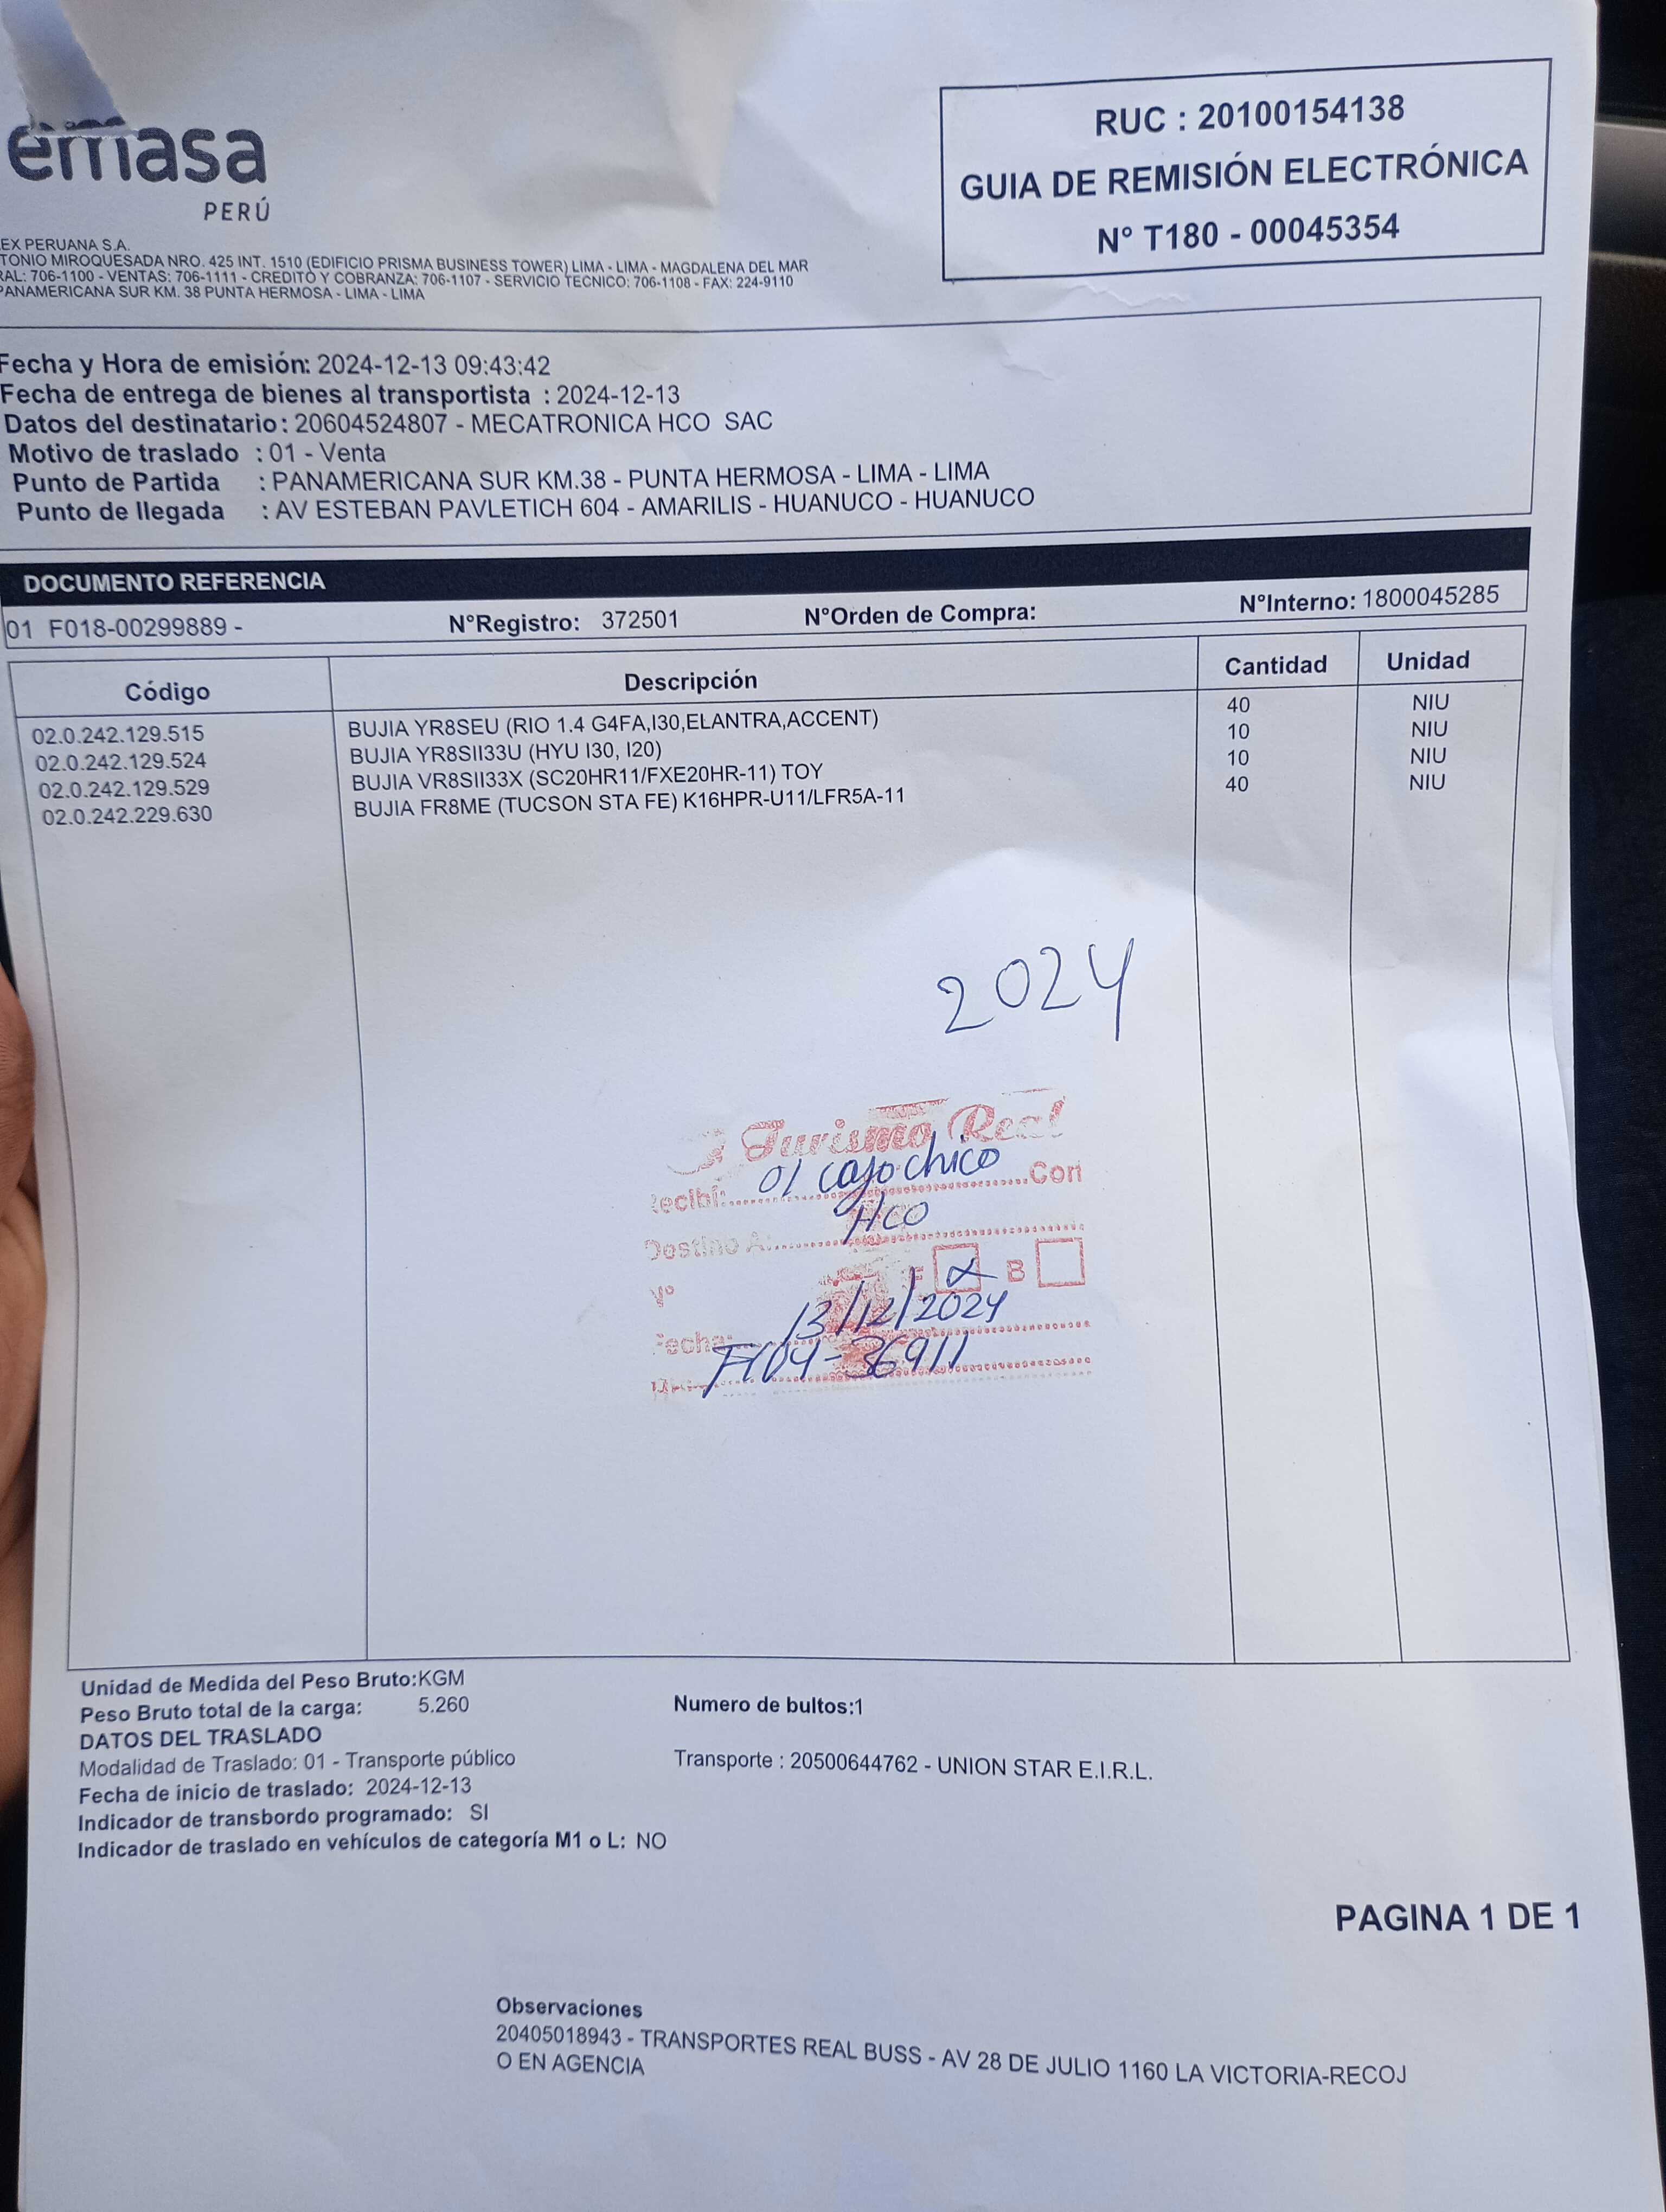 emasa
PERÚ
RUC : 20100154138
GUIA DE REMISIÓN ELECTRÓNICA
N° T180 - 00045354
EX PERUANA S.A.
TONIO MIROQUESADA NRO. 425 INT. 1510 (EDIFICIO PRISMA BUSINESS TOWER) LIMA - LIMA - MAGDALENA DEL MAR
RAL: 706-1100 - VENTAS: 706-1111 - CREDITO Y COBRANZA: 706-1107 - SERVICIO TECNICO: 706-1108 - FAX: 224-9110
PANAMERICANA SUR KM. 38 PUNTA HERMOSA - LIMA - LIMA
Fecha y Hora de emisión: 2024-12-13 09:43:42
Fecha de entrega de bienes al transportista : 2024-12-13
Datos del destinatario : 20604524807 - MECATRONICA HCO SAC
Motivo de traslado : 01 - Venta
Punto de Partida : PANAMERICANA SUR KM.38 - PUNTA HERMOSA - LIMA - LIMA
Punto de llegada : AV ESTEBAN PAVLETICH 604 - AMARILIS - HUANUCO - HUANUCO
DOCUMENTO REFERENCIA
01 F018-00299889 - N°Registro: 372501 N°Orden de Compra: N°Interno: 1800045285
Código Descripción Cantidad Unidad
02.0.242.129.515 BUJIA YR8SEU (RIO 1.4 G4FA,I30,ELANTRA,ACCENT) 40 NIU
02.0.242.129.524 BUJIA YR8SII33U (HYU I30, I20) 10 NIU
02.0.242.129.529 BUJIA VR8SII33X (SC20HR11/FXE20HR-11) TOY 10 NIU
02.0.242.229.630 BUJIA FR8ME (TUCSON STA FE) K16HPR-U11/LFR5A-11 40 NIU
2024
Turismo Real
Recibí: 01 cajo chico Con
Destino A: HCO
N° F B
Fecha: 13/12/2024
F104-36911
Unidad de Medida del Peso Bruto:KGM
Peso Bruto total de la carga: 5.260 Numero de bultos:1
DATOS DEL TRASLADO
Modalidad de Traslado: 01 - Transporte público Transporte : 20500644762 - UNION STAR E.I.R.L.
Fecha de inicio de traslado: 2024-12-13
Indicador de transbordo programado: SI
Indicador de traslado en vehículos de categoría M1 o L: NO
PAGINA 1 DE 1
Observaciones
20405018943 - TRANSPORTES REAL BUSS - AV 28 DE JULIO 1160 LA VICTORIA-RECOJ
O EN AGENCIA